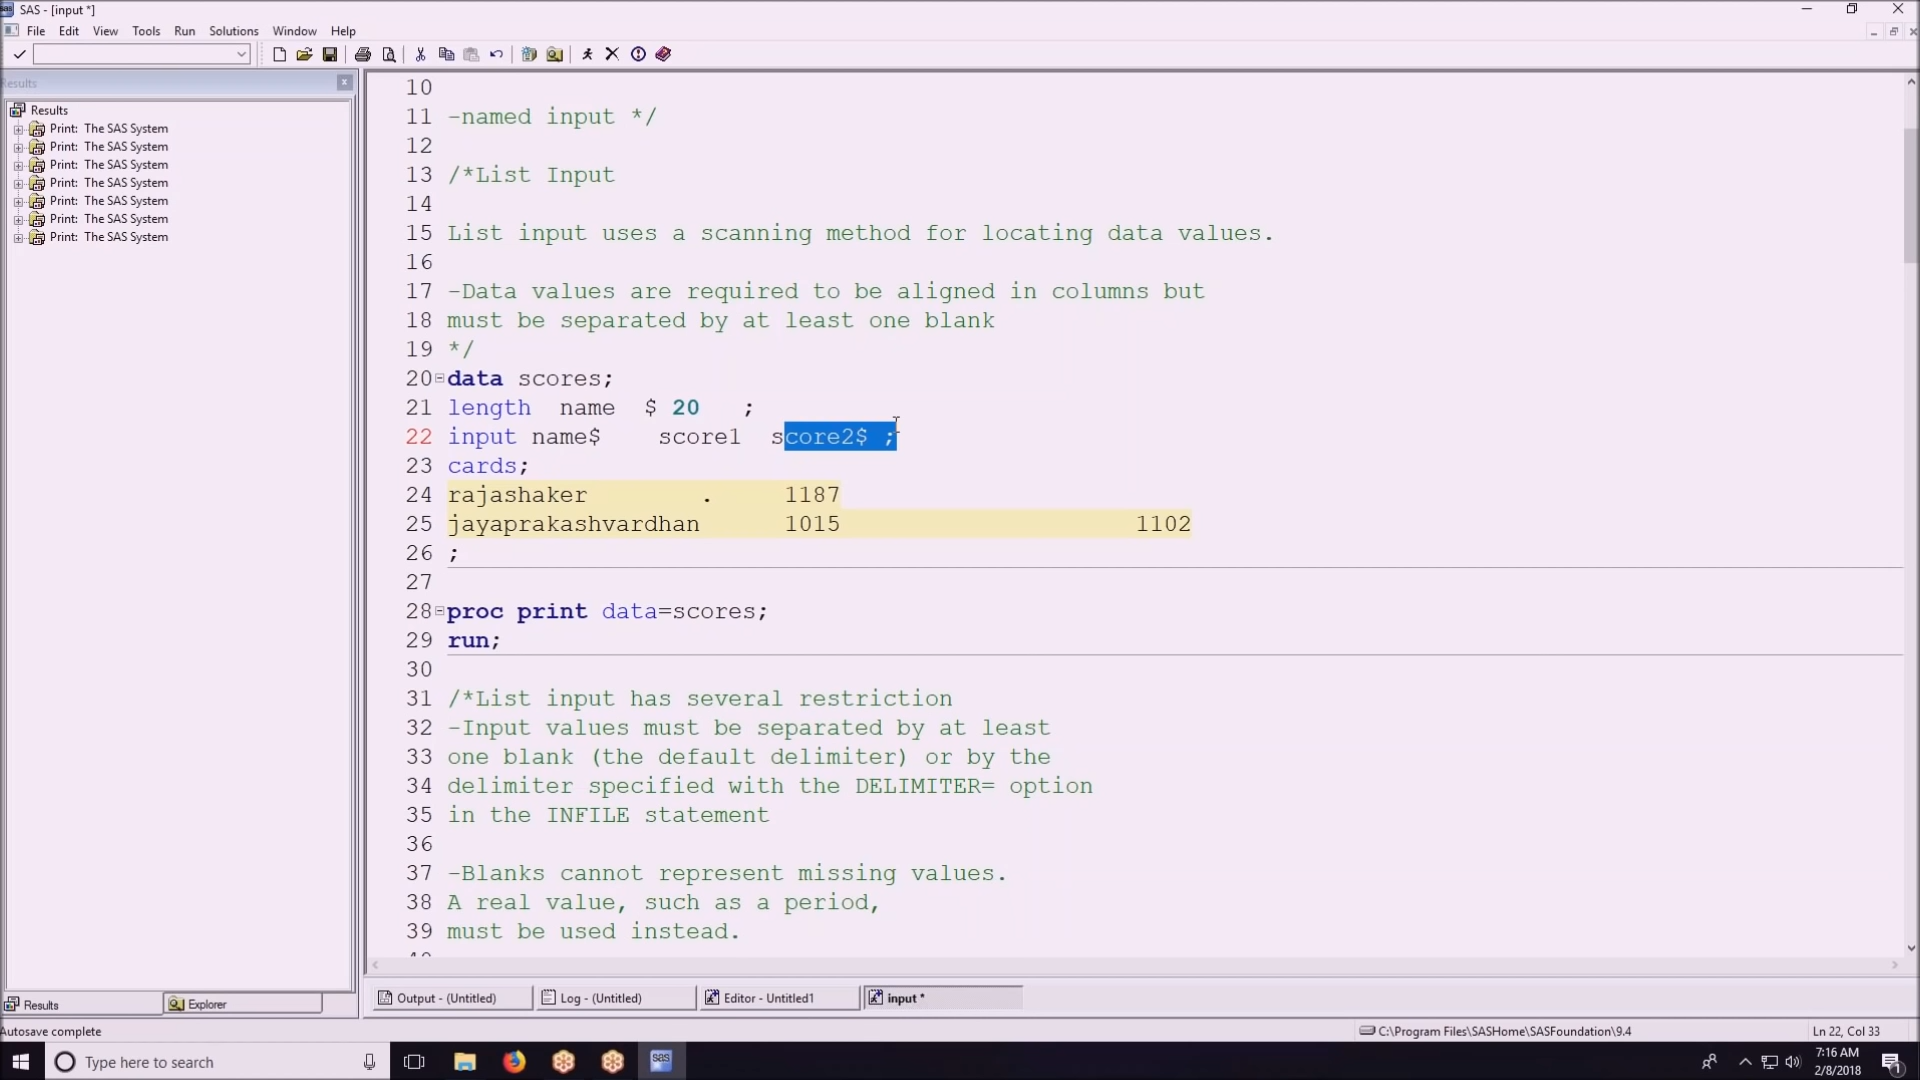 SAS - [input *]
File Edit View Tools Run Solutions Window Help
Results
Results
Print: The SAS System
Print: The SAS System
Print: The SAS System
Print: The SAS System
Print: The SAS System
Print: The SAS System
Print: The SAS System
10
11 -named input */
12
13 /*List Input
14
15 List input uses a scanning method for locating data values.
16
17 -Data values are required to be aligned in columns but
18 must be separated by at least one blank
19 */
20 data scores;
21 length name $ 20 ;
22 input name$ score1 score2$ ;
23 cards;
24 rajashaker . 1187
25 jayaprakashvardhan 1015 1102
26 ;
27
28 proc print data=scores;
29 run;
30
31 /*List input has several restriction
32 -Input values must be separated by at least
33 one blank (the default delimiter) or by the
34 delimiter specified with the DELIMITER= option
35 in the INFILE statement
36
37 -Blanks cannot represent missing values.
38 A real value, such as a period,
39 must be used instead.
Results Explorer
Output - (Untitled) Log - (Untitled) Editor - Untitled1 input *
Autosave complete C:\Program Files\SASHome\SASFoundation\9.4 Ln 22, Col 33
Type here to search
sas
7:16 AM
2/8/2018
1